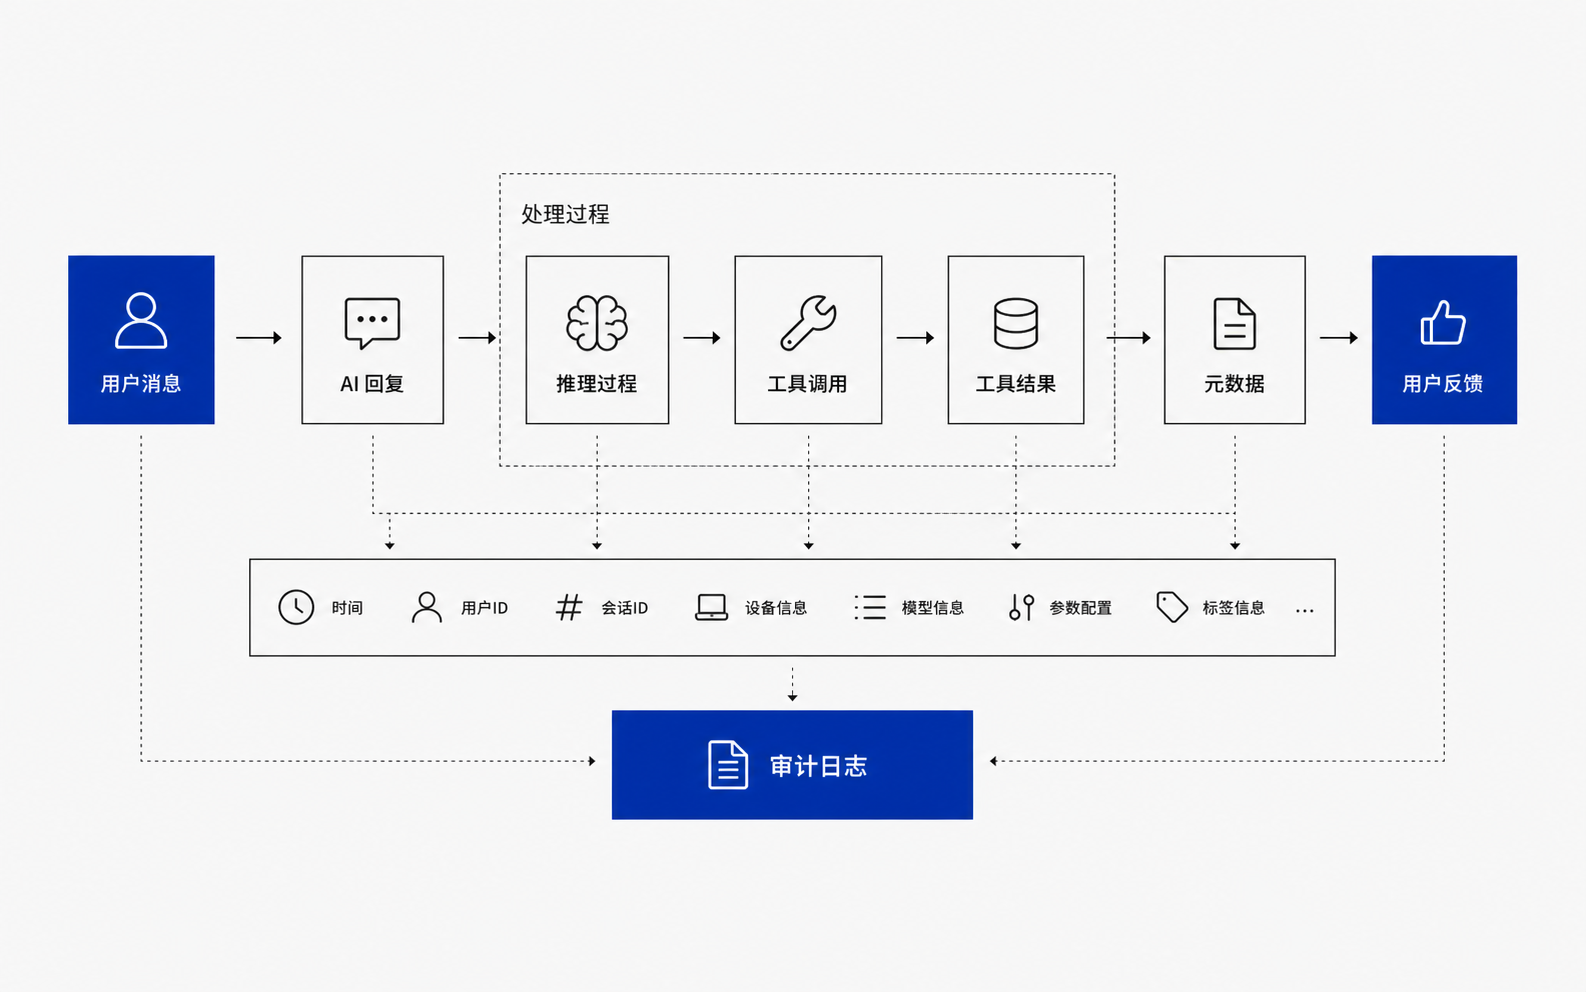 处理过程
用户消息
AI 回复
推理过程
工具调用
工具结果
元数据
用户反馈
时间
用户ID
会话ID
设备信息
模型信息
参数配置
标签信息
...
审计日志